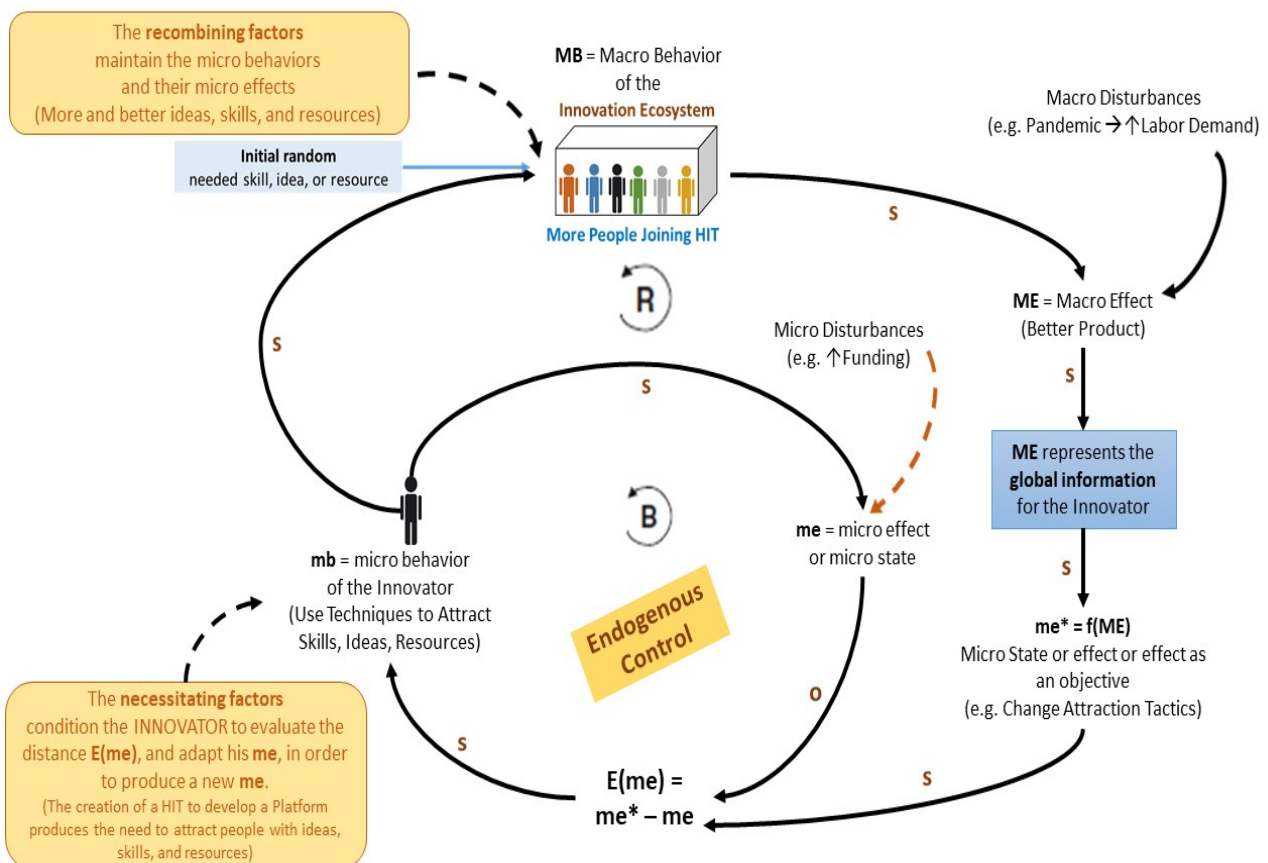 The recombining factors
maintain the micro behaviors
and their micro effects
(More and better ideas, skills, and resources)
Initial random
needed skill, idea, or resource
MB = Macro Behavior
of the
Innovation Ecosystem
More People Joining HIT
Macro Disturbances
(e.g. Pandemic → ↑Labor Demand)
S
ME = Macro Effect
(Better Product)
S
R
Micro Disturbances
(e.g. ↑Funding)
S
S
ME represents the
global information
for the Innovator
S
B
me = micro effect
or micro state
mb = micro behavior
of the Innovator
(Use Techniques to Attract
Skills, Ideas, Resources)
Endogenous
Control
me* = f(ME)
Micro State or effect or effect as
an objective
(e.g. Change Attraction Tactics)
O
S
S
E(me) =
me* – me
The necessitating factors
condition the INNOVATOR to evaluate the
distance E(me), and adapt his me, in order
to produce a new me.
(The creation of a HIT to develop a Platform
produces the need to attract people with ideas,
skills, and resources)